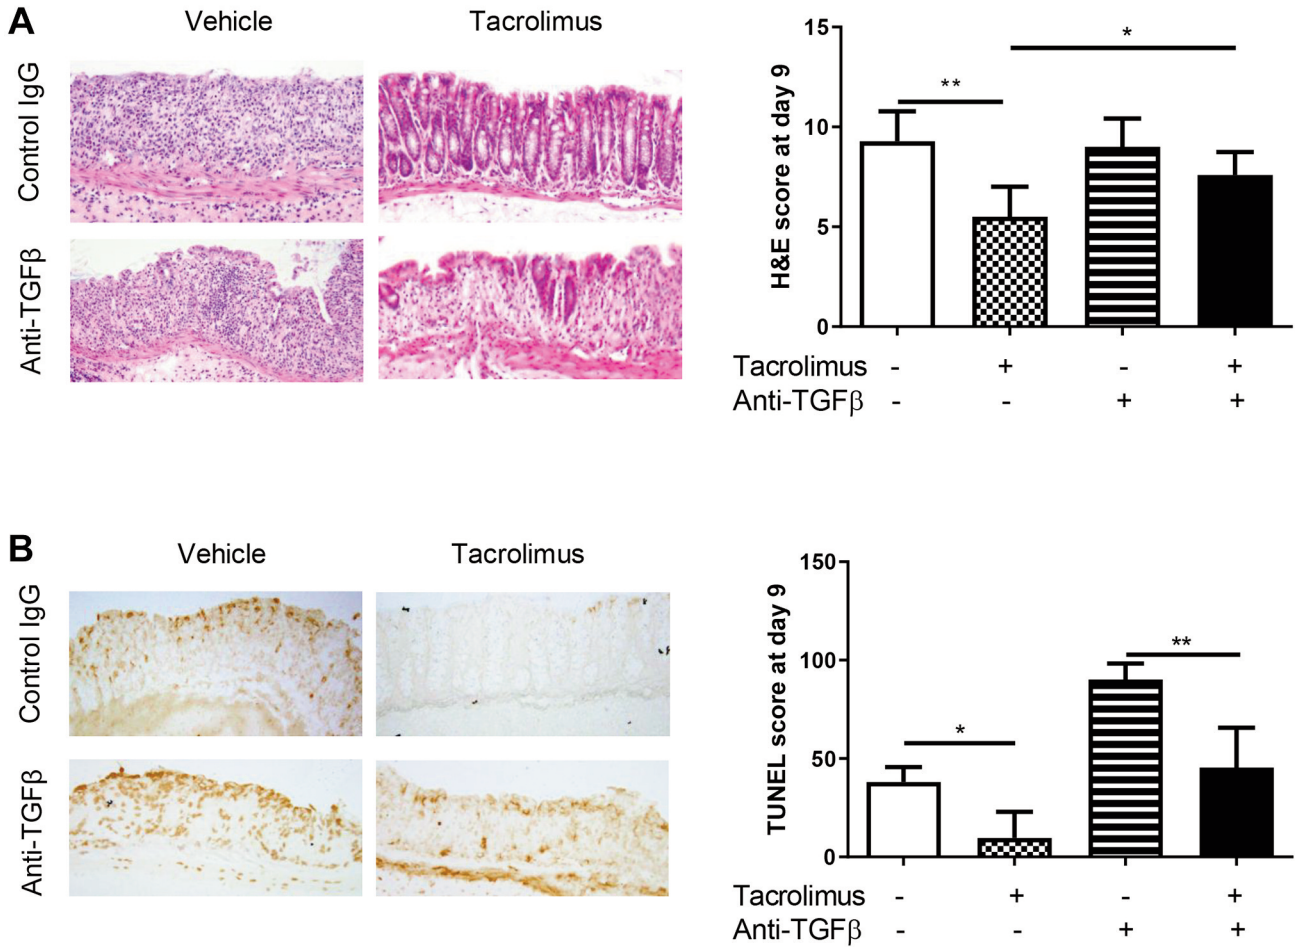 A
Vehicle
Tacrolimus
Control IgG
Anti-TGFβ
15
10
5
0
H&E score at day 9
**
*
Tacrolimus - + - +
Anti-TGFβ - - + +
B
Vehicle
Tacrolimus
Control IgG
Anti-TGFβ
150
100
50
0
TUNEL score at day 9
*
**
Tacrolimus - + - +
Anti-TGFβ - - + +